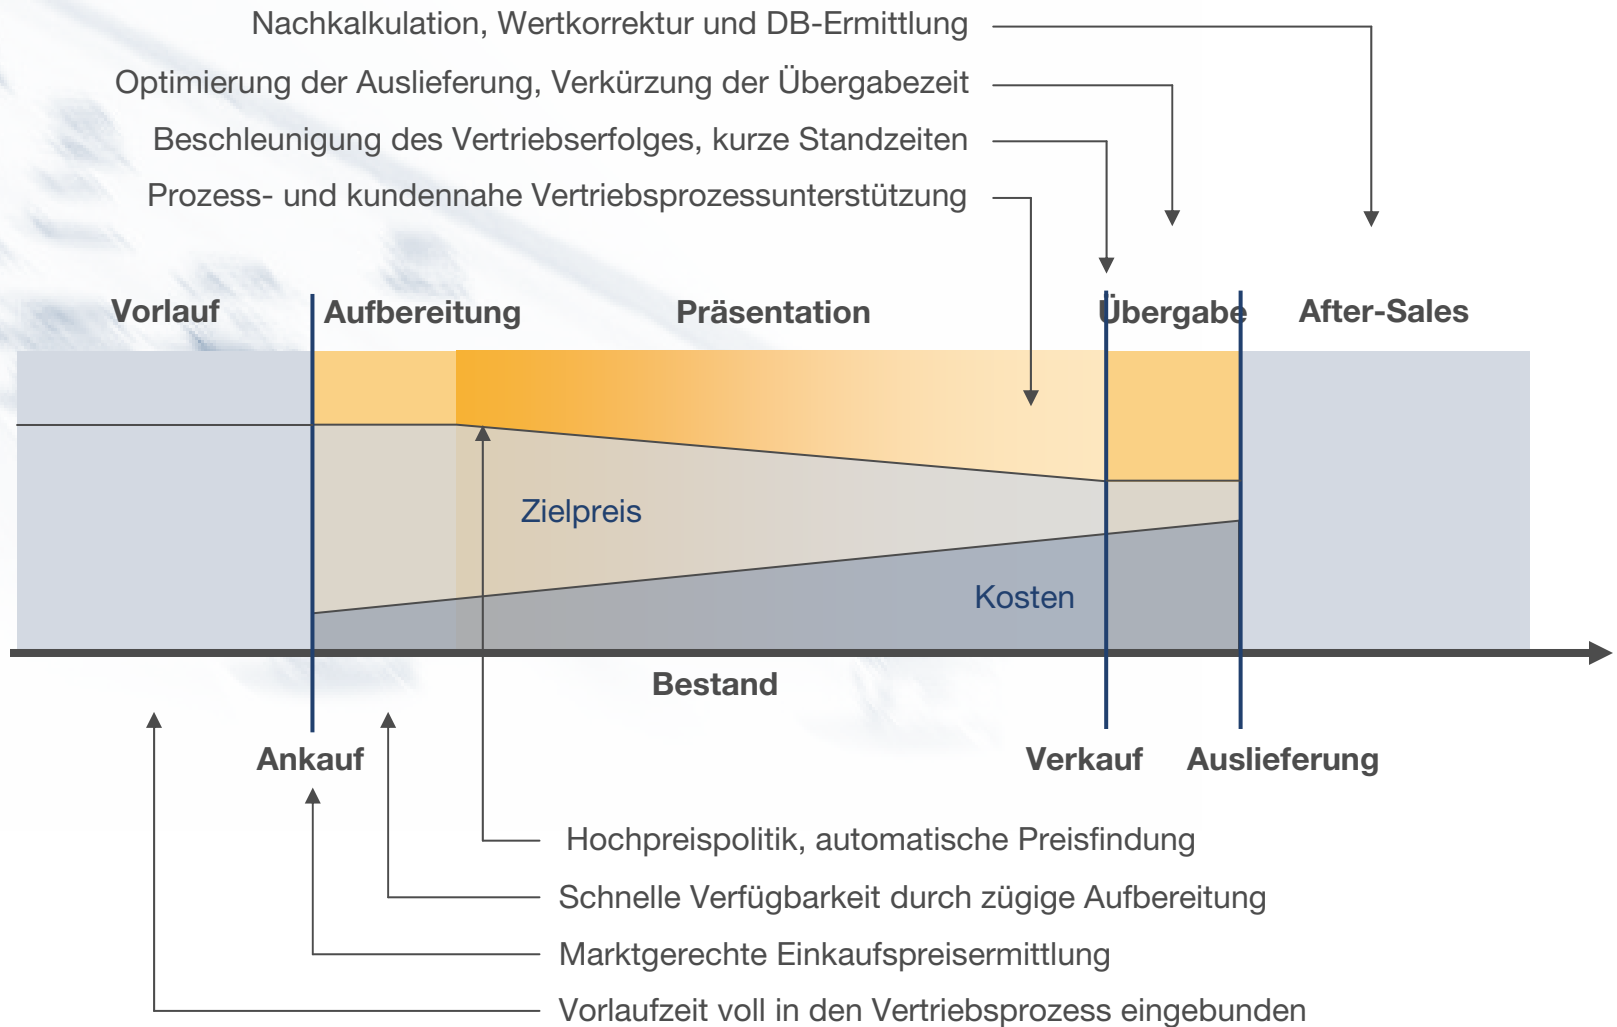 Nachkalkulation, Wertkorrektur und DB-Ermittlung
Optimierung der Auslieferung, Verkürzung der Übergabezeit
Beschleunigung des Vertriebserfolges, kurze Standzeiten
Prozess- und kundennahe Vertriebsprozessunterstützung
Vorlauf Aufbereitung Präsentation Übergabe After-Sales
Zielpreis
Kosten
Bestand
Ankauf Verkauf Auslieferung
Hochpreispolitik, automatische Preisfindung
Schnelle Verfügbarkeit durch zügige Aufbereitung
Marktgerechte Einkaufspreisermittlung
Vorlaufzeit voll in den Vertriebsprozess eingebunden